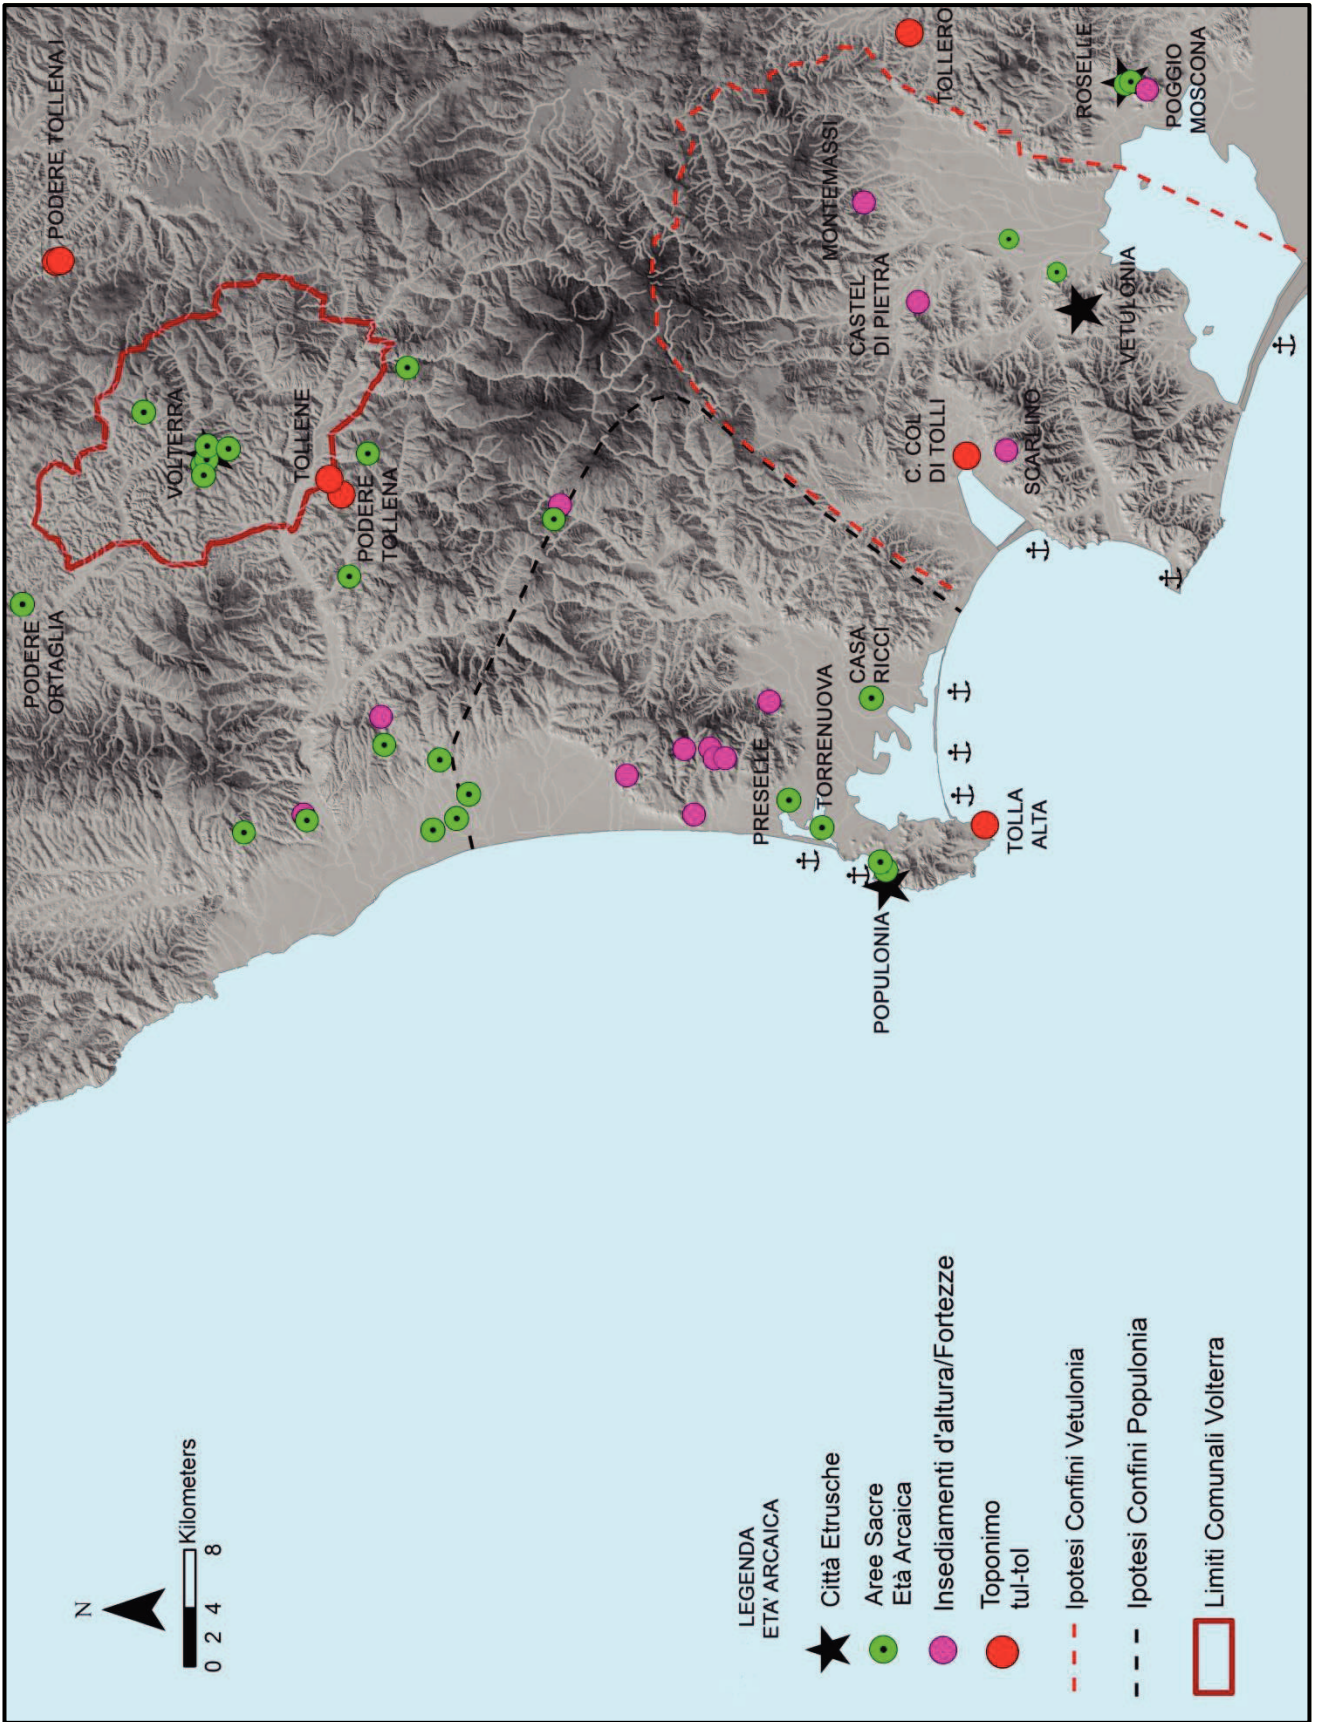 PODERE
ORTAGLIA
PODERE TOLLENA I
VOLTERRA
TOLLENE
PODERE
TOLLENA
PRESELLE
TORRENUOVA
CASA
RICCI
POPULONIA
TOLLA
ALTA
C. COL
DI TOLLI
SCARLINO
CASTEL
DI PIETRA
MONTEMASSI
VETULONIA
TOLLERO
ROSELLE
POGGIO
MOSCONA
N
Kilometers
0 2 4 8
LEGENDA
ETA' ARCAICA
Città Etrusche
Aree Sacre
Età Arcaica
Insediamenti d'altura/Fortezze
Toponimo
tul-tol
Ipotesi Confini Vetulonia
Ipotesi Confini Populonia
Limiti Comunali Volterra